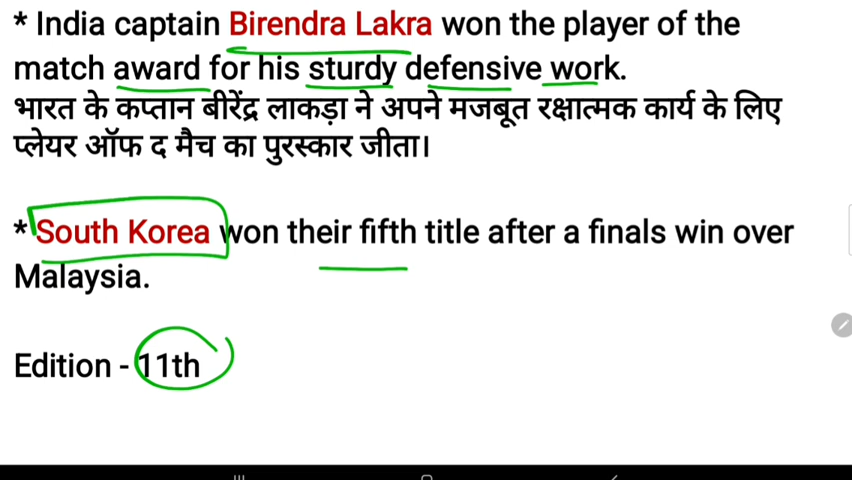 * India captain Birendra Lakra won the player of the
match award for his sturdy defensive work.
भारत के कप्तान बीरेंद्र लाकड़ा ने अपने मजबूत रक्षात्मक कार्य के लिए
प्लेयर ऑफ द मैच का पुरस्कार जीता।
* South Korea won their fifth title after a finals win over
Malaysia.
Edition - 11th